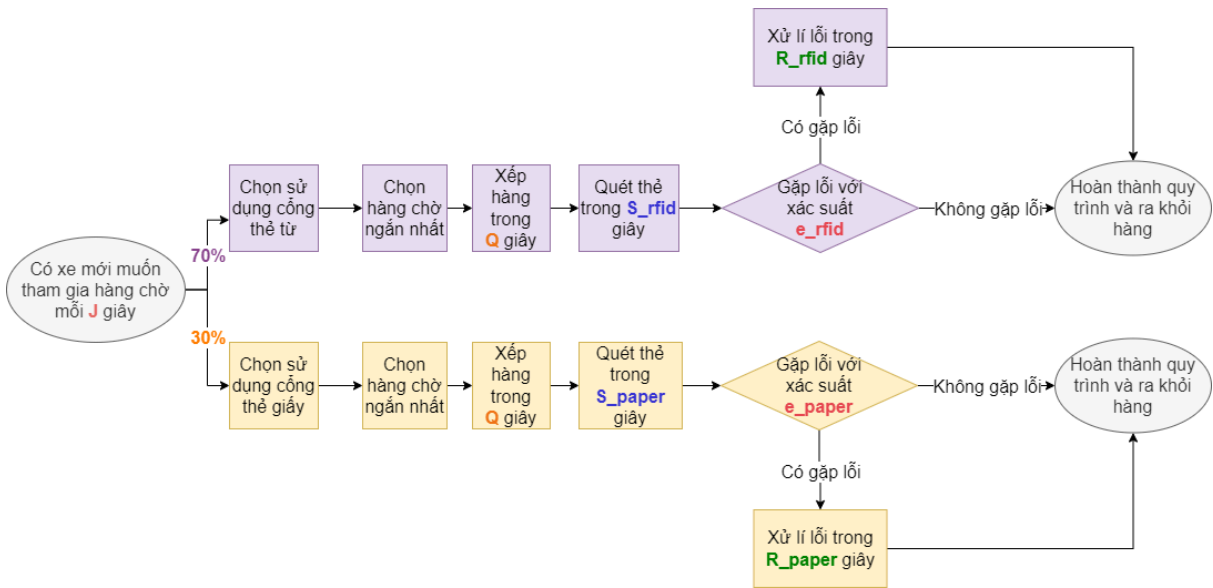 Có xe mới muốn
tham gia hàng chờ
mỗi J giây
70%
30%
Chọn sử
dụng cổng
thẻ từ
Chọn
hàng chờ
ngắn nhất
Xếp
hàng
trong
Q giây
Quét thẻ
trong S_rfid
giây
Gặp lỗi với
xác suất
e_rfid
Có gặp lỗi
Xử lí lỗi trong
R_rfid giây
Không gặp lỗi
Hoàn thành quy
trình và ra khỏi
hàng
Chọn sử
dụng cổng
thẻ giấy
Chọn
hàng chờ
ngắn nhất
Xếp
hàng
trong
Q giây
Quét thẻ
trong
S_paper
giây
Gặp lỗi với
xác suất
e_paper
Không gặp lỗi
Hoàn thành quy
trình và ra khỏi
hàng
Có gặp lỗi
Xử lí lỗi trong
R_paper giây